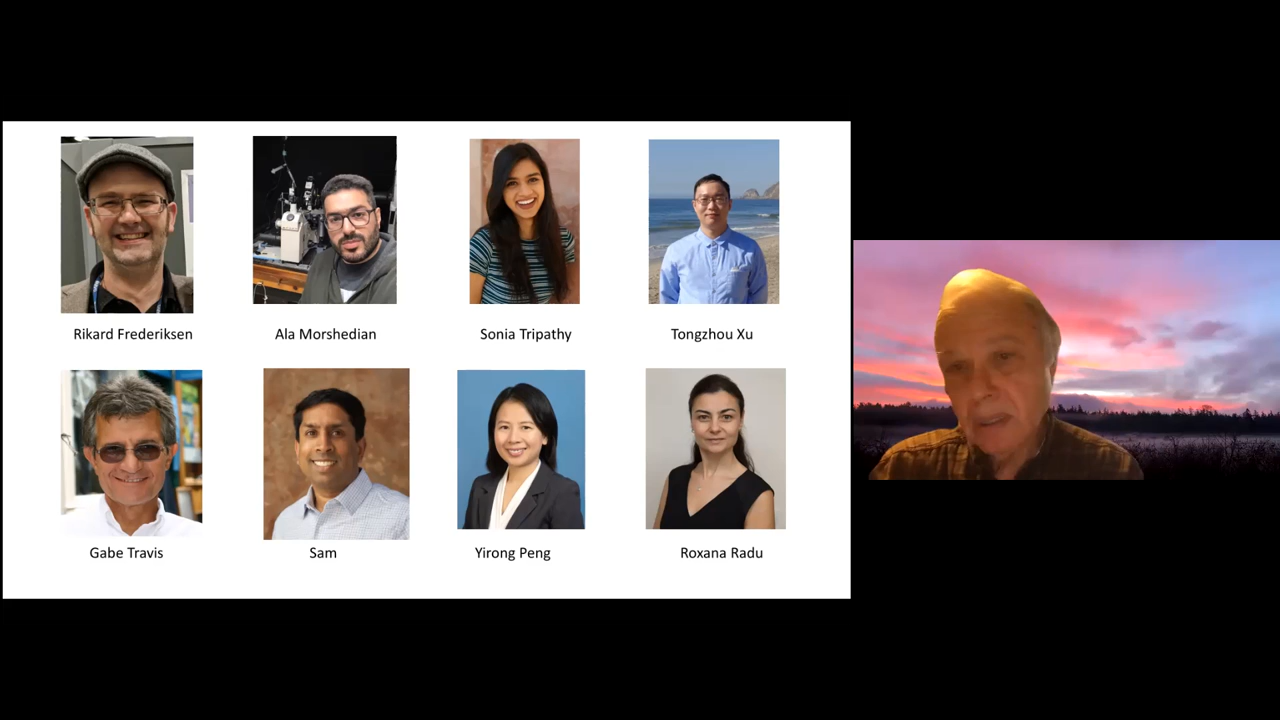 Rikard Frederiksen
Ala Morshedian
Sonia Tripathy
Tongzhou Xu
Gabe Travis
Sam
Yirong Peng
Roxana Radu